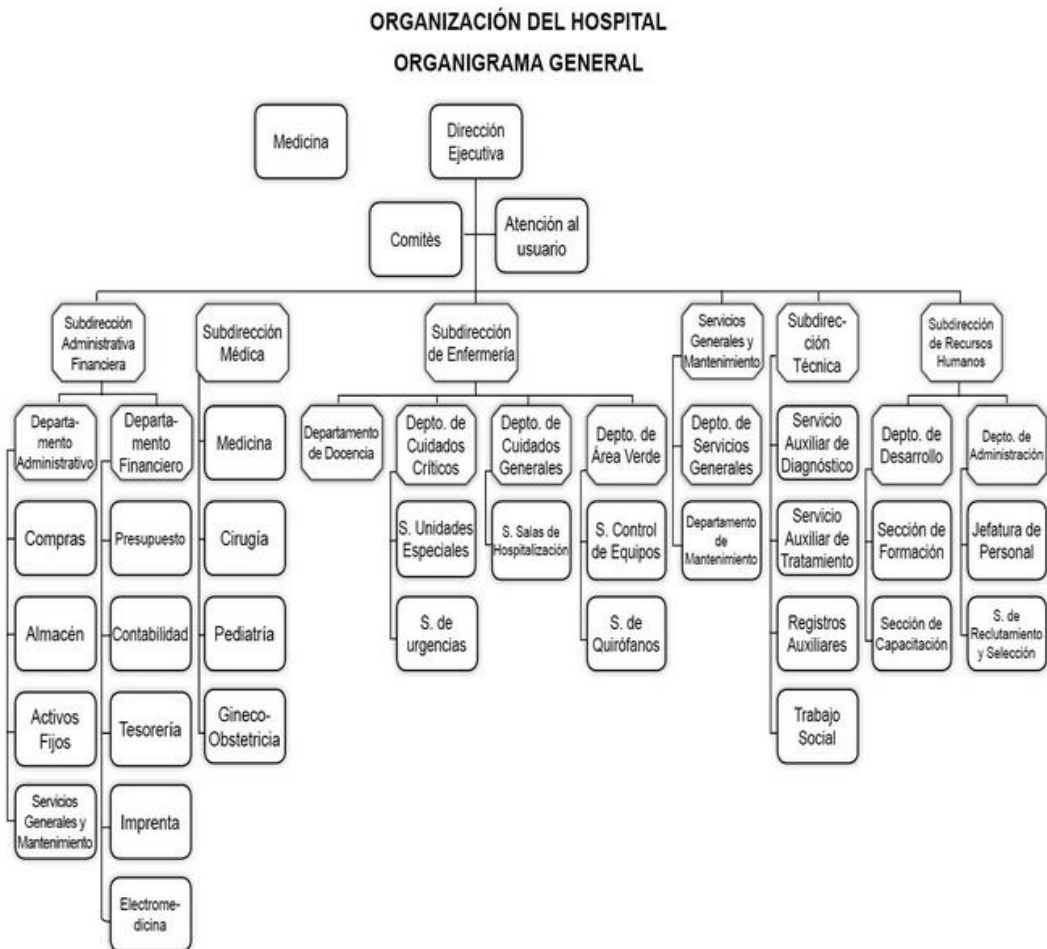 ORGANIZACIÓN DEL HOSPITAL
ORGANIGRAMA GENERAL
Medicina
Dirección
Ejecutiva
Comitès
Atención al
usuario
Subdirección
Administrativa
Financiera
Subdirección
Médica
Subdirección
de Enfermería
Servicios
Generales y
Mantenimiento
Subdirec-
ción
Técnica
Subdirección
de Recursos
Humanos
Departa-
mento
Administrativo
Departa-
mento
Financiero
Medicina
Departamento
de Docencia
Depto. de
Cuidados
Críticos
Depto. de
Cuidados
Generales
Depto. de
Área Verde
Depto. de
Servicios
Generales
Servicio
Auxiliar de
Diagnóstico
Depto. de
Desarrollo
Depto. de
Administración
Compras
Presupuesto
Cirugía
S. Unidades
Especiales
S. Salas de
Hospitalización
S. Control
de Equipos
Departamento
de
Mantenimiento
Servicio
Auxiliar de
Tratamiento
Sección de
Formación
Jefatura de
Personal
Almacén
Contabilidad
Pediatría
S. de
urgencias
S. de
Quirófanos
Registros
Auxiliares
Sección de
Capacitación
S. de
Reclutamiento
y Selección
Activos
Fijos
Tesorería
Gineco-
Obstetricia
Trabajo
Social
Servicios
Generales y
Mantenimiento
Imprenta
Electrome-
dicina